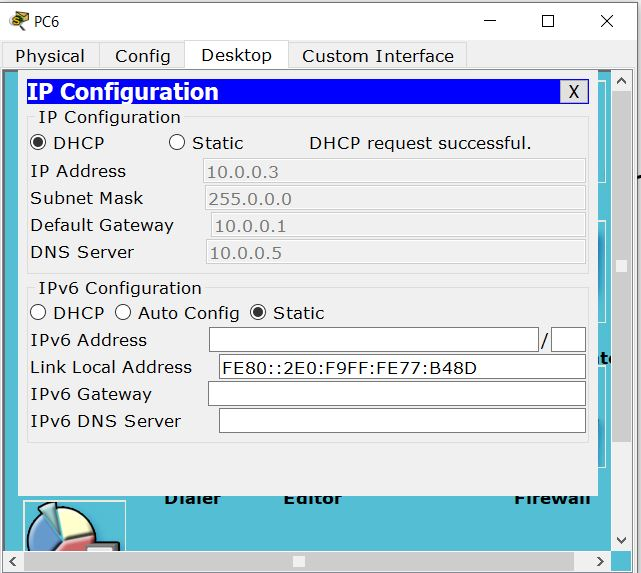 PC6
Physical Config Desktop Custom Interface
IP Configuration X
IP Configuration
DHCP Static DHCP request successful.
IP Address 10.0.0.3
Subnet Mask 255.0.0.0
Default Gateway 10.0.0.1
DNS Server 10.0.0.5
IPv6 Configuration
DHCP Auto Config Static
IPv6 Address /
Link Local Address FE80::2E0:F9FF:FE77:B48D
IPv6 Gateway
IPv6 DNS Server
Dialer Editor Firewall